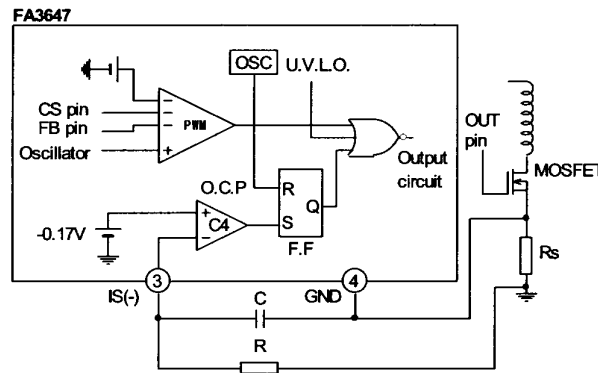 FA3647
OSC
U.V.L.O.
CS pin
FB pin
Oscillator
−
−
−
+
PWM
OUT
pin
MOSFET
Output
circuit
O.C.P
R
S
Q
F.F
+
−
C4
-0.17V
Rs
3
4
IS(-)
GND
C
R